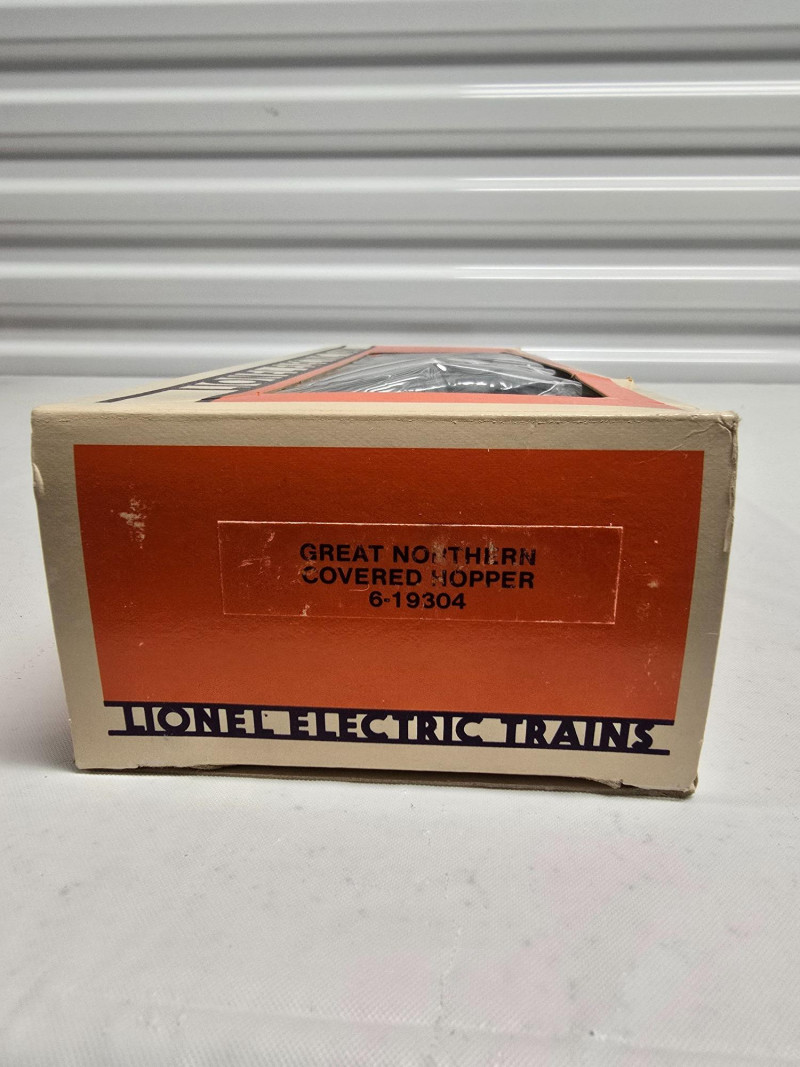 GREAT NORTHERN
COVERED HOPPER
6-19304
LIONEL ELECTRIC TRAINS